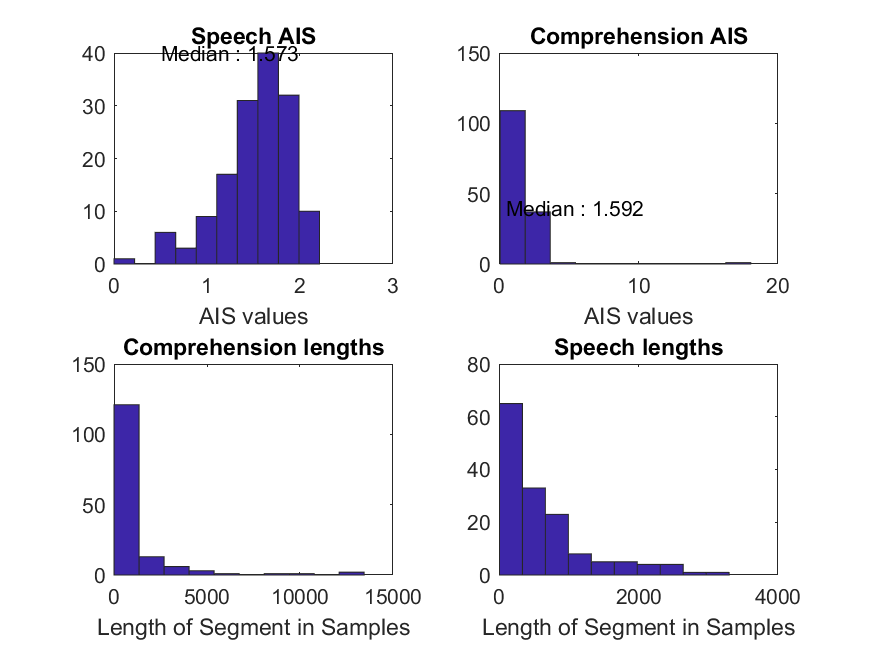 Speech AIS
Median : 1.573
40
30
20
10
0
0 1 2 3
AIS values
Comprehension AIS
150
100
50
Median : 1.592
0
0 10 20
AIS values
Comprehension lengths
150
100
50
0
0 5000 10000 15000
Length of Segment in Samples
Speech lengths
80
60
40
20
0
0 2000 4000
Length of Segment in Samples